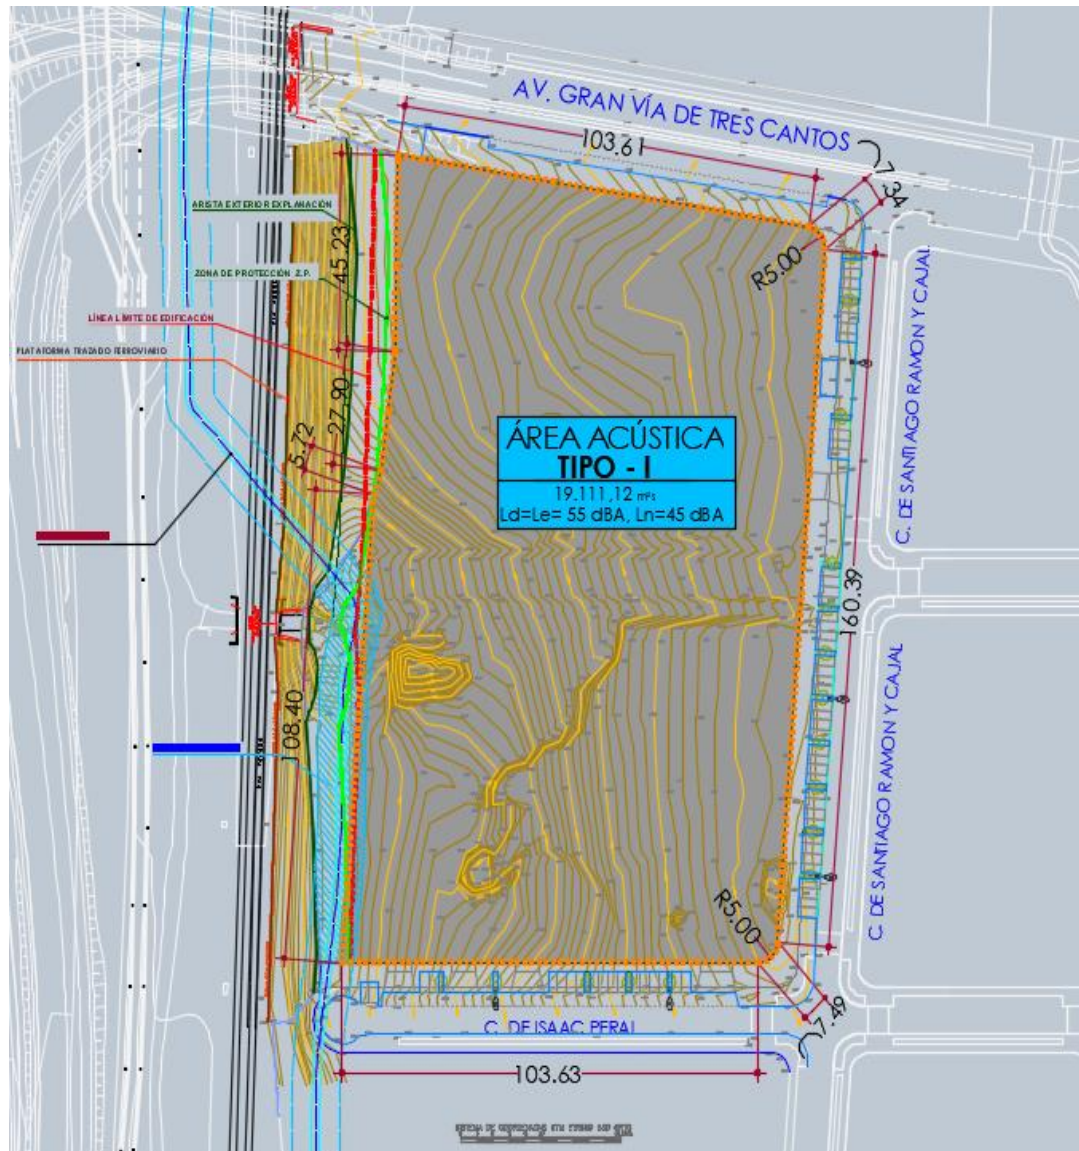 AV. GRAN VÍA DE TRES CANTOS
103.61
7.34
R5.00
ARISTA EXTERIOR EXPLANACIÓN
45.23
ZONA DE PROTECCIÓN Z.P.
LÍNEA LÍMITE DE EDIFICACIÓN
PLATAFORMA TRAZADO FERROVIARIO
27.90
5.72
ÁREA ACÚSTICA
TIPO - I
19.111,12 m²s
Ld=Le= 55 dBA, Ln=45 dBA
C. DE SANTIAGO RAMON Y CAJAL
160.39
C. DE SANTIAGO RAMON Y CAJAL
108.40
R5.00
7.49
C. DE ISAAC PERAL
103.63